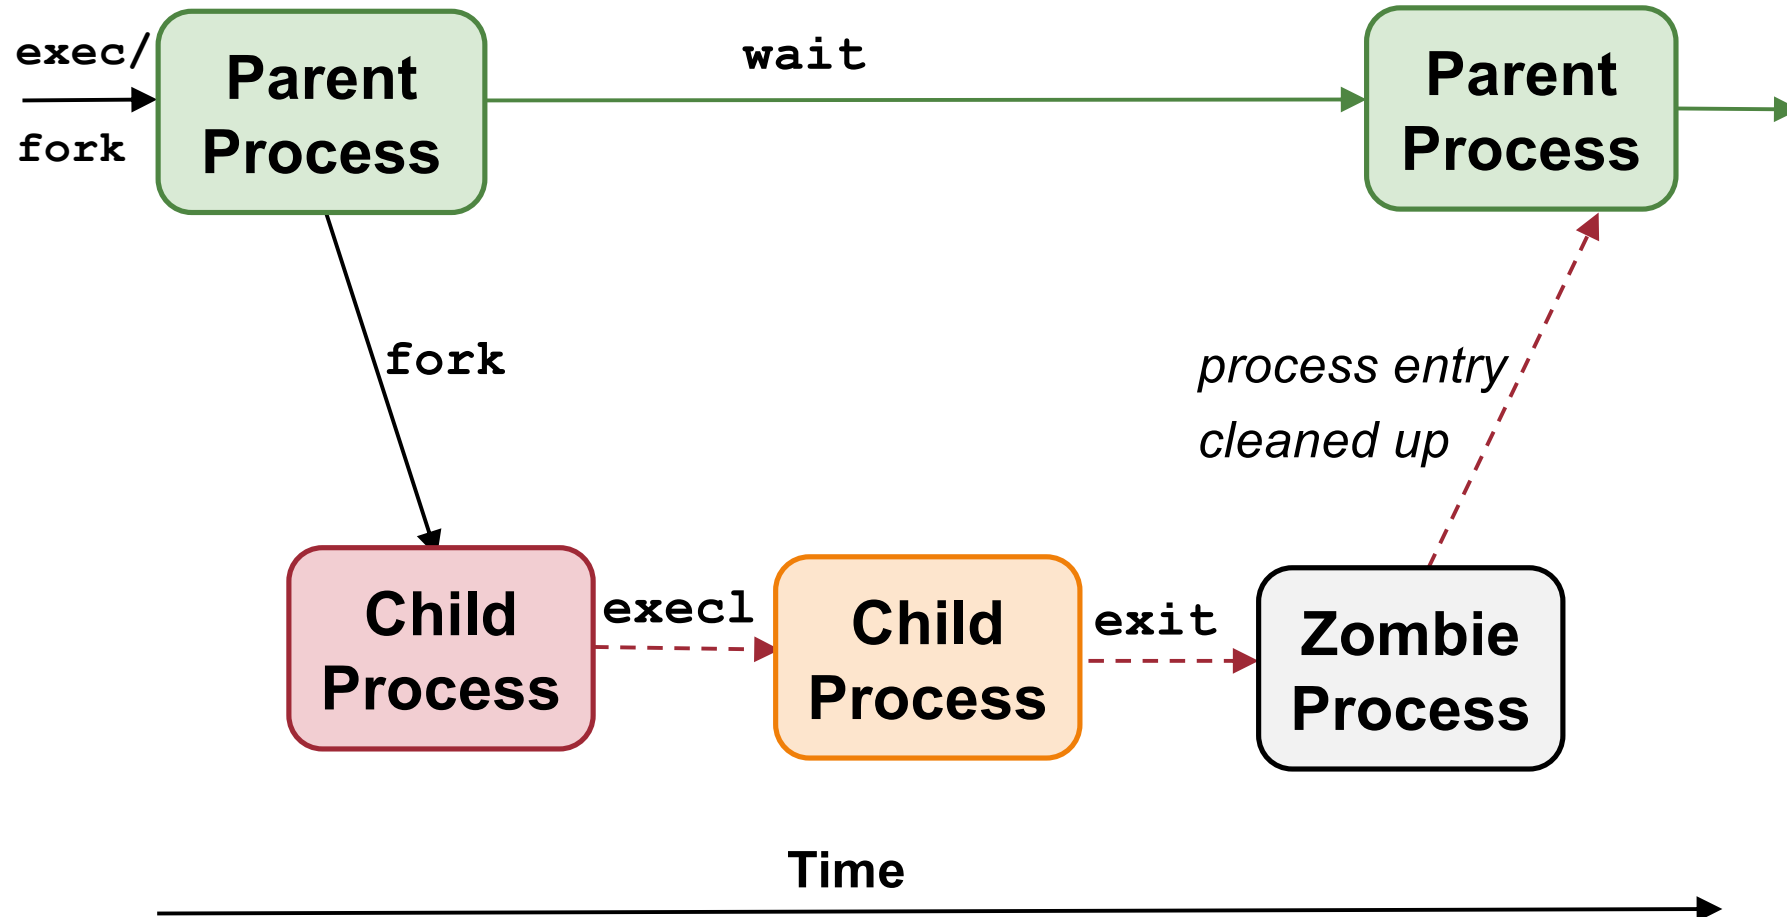 exec/
fork
Parent
Process
wait
Parent
Process
fork
process entry
cleaned up
Child
Process
execl
Child
Process
exit
Zombie
Process
Time